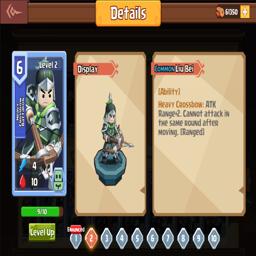 Details
61350
6
Level 2
Display
COMMON Liu Bei
[Ability]
Heavy Crossbow: ATK
Range+2. Cannot attack in
the same round after
moving. [Ranged]
4
10
9/10
Level Up
ENHANCED
1 2 3 4 5 6 7 8 9 10